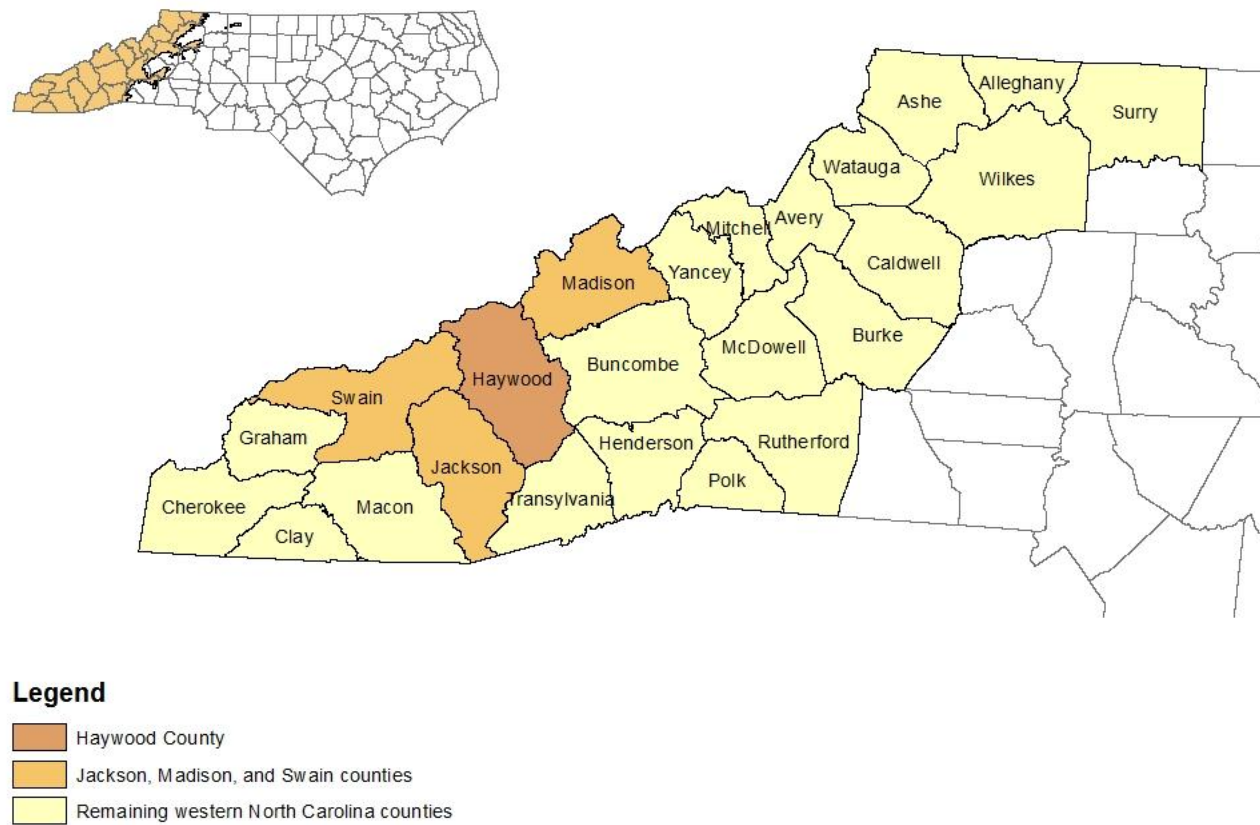 Alleghany
Ashe
Surry
Watauga
Wilkes
Avery
Mitchell
Caldwell
Yancey
Madison
Burke
McDowell
Buncombe
Haywood
Swain
Graham
Henderson
Rutherford
Jackson
Polk
Transylvania
Cherokee
Macon
Clay
Legend
Haywood County
Jackson, Madison, and Swain counties
Remaining western North Carolina counties